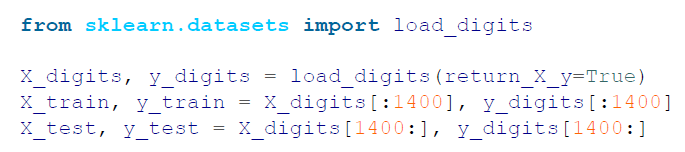 from sklearn.datasets import load_digits
X_digits, y_digits = load_digits(return_X_y=True)
X_train, y_train = X_digits[:1400], y_digits[:1400]
X_test, y_test = X_digits[1400:], y_digits[1400:]